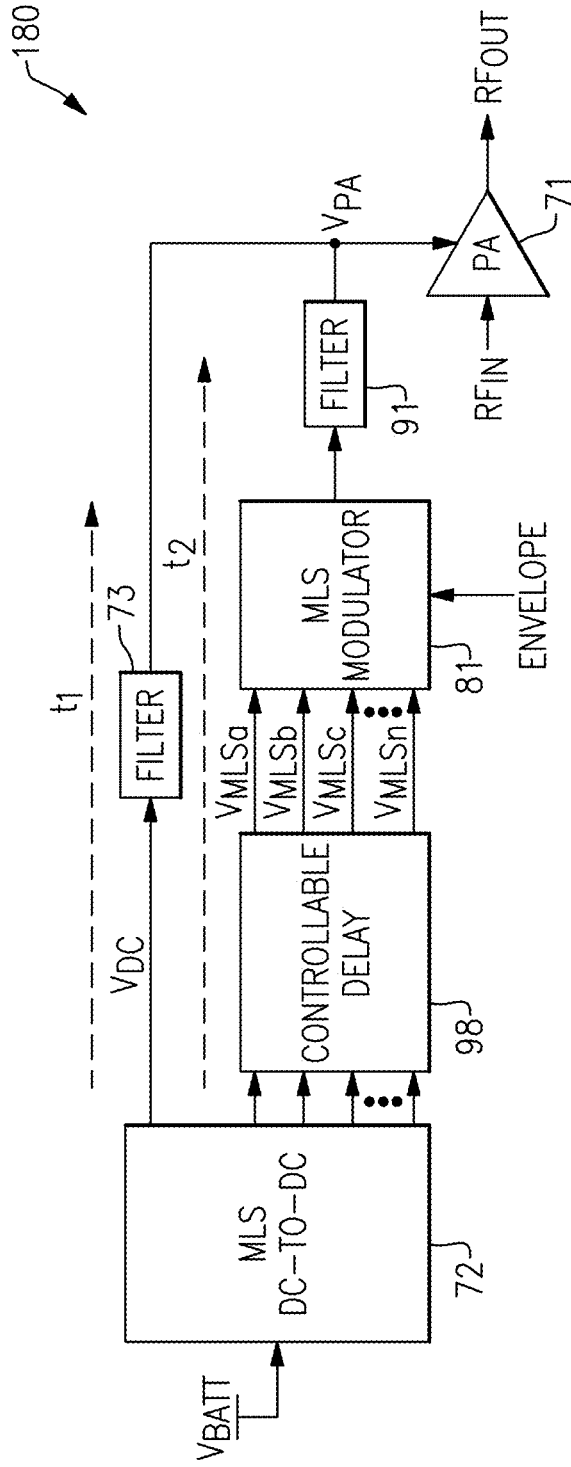 180
t1
t2
VDC
FILTER
73
VBATT
MLS
DC-TO-DC
72
CONTROLLABLE
DELAY
98
VMLSa
VMLSb
VMLSc
VMLSn
MLS
MODULATOR
81
ENVELOPE
FILTER
91
VPA
RFIN
PA
71
RFOUT